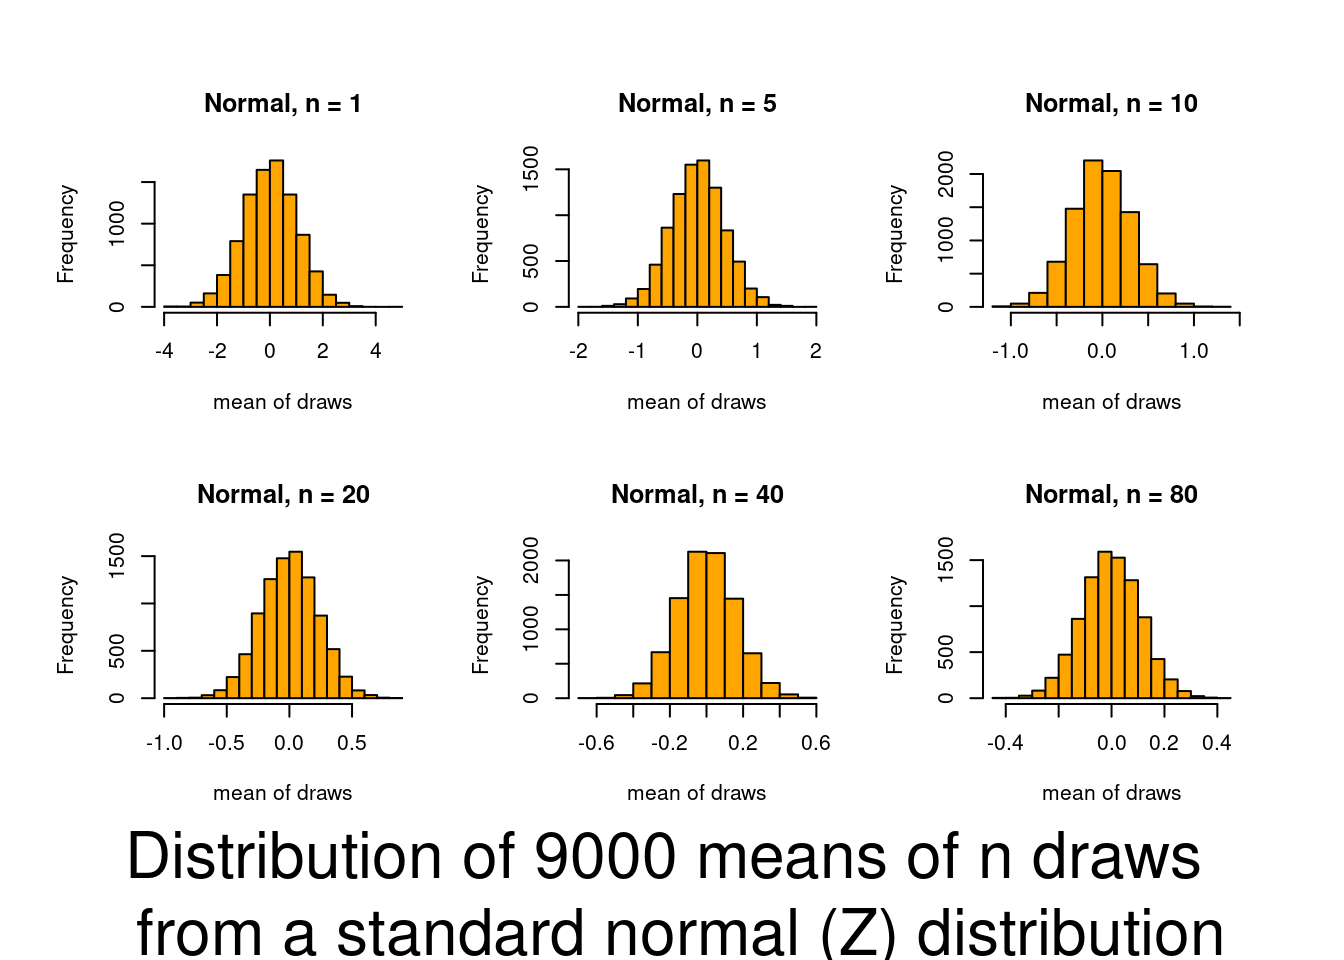 Normal, n = 1
Frequency
0
1000
-4 -2 0 2 4
mean of draws
Normal, n = 5
Frequency
0
500
1500
-2 -1 0 1 2
mean of draws
Normal, n = 10
Frequency
0
1000
2000
-1.0 0.0 1.0
mean of draws
Normal, n = 20
Frequency
0
500
1500
-1.0 -0.5 0.0 0.5
mean of draws
Normal, n = 40
Frequency
0
1000
2000
-0.6 -0.2 0.2 0.6
mean of draws
Normal, n = 80
Frequency
0
500
1500
-0.4 0.0 0.2 0.4
mean of draws
Distribution of 9000 means of n draws
from a standard normal (Z) distribution